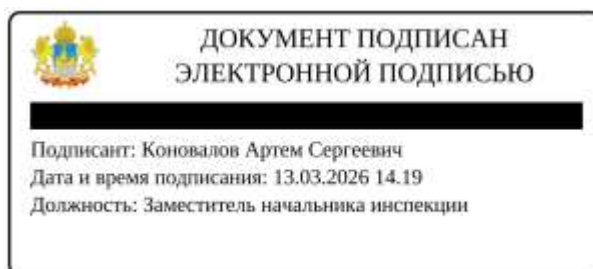 ДОКУМЕНТ ПОДПИСАН
ЭЛЕКТРОННОЙ ПОДПИСЬЮ
Подписант: Коновалов Артем Сергеевич
Дата и время подписания: 13.03.2026 14.19
Должность: Заместитель начальника инспекции